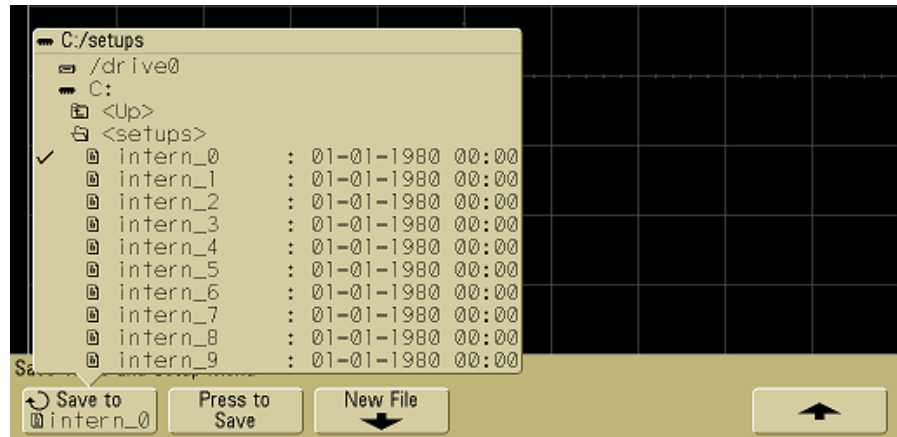 C:/setups
/drive0
C:
<Up>
<setups>
intern_0 : 01-01-1980 00:00
intern_1 : 01-01-1980 00:00
intern_2 : 01-01-1980 00:00
intern_3 : 01-01-1980 00:00
intern_4 : 01-01-1980 00:00
intern_5 : 01-01-1980 00:00
intern_6 : 01-01-1980 00:00
intern_7 : 01-01-1980 00:00
intern_8 : 01-01-1980 00:00
intern_9 : 01-01-1980 00:00
Save to
intern_0
Press to
Save
New File